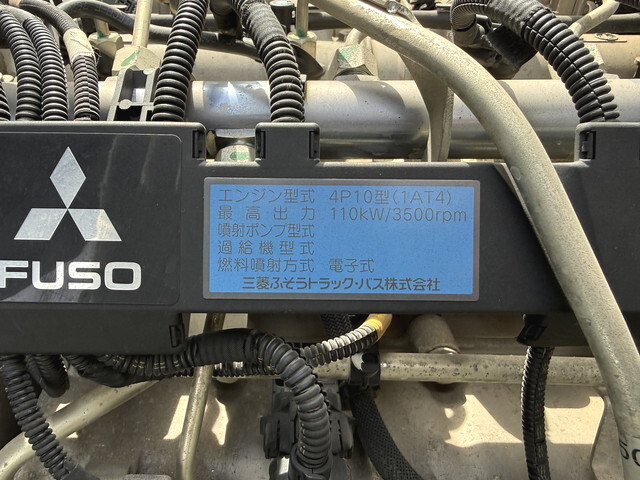 FUSO
エンジン型式 4P10型(1AT4)
最高出力 110kW/3500rpm
噴射ポンプ型式
過給機型式
燃料噴射方式 電子式
三菱ふそうトラック・バス株式会社